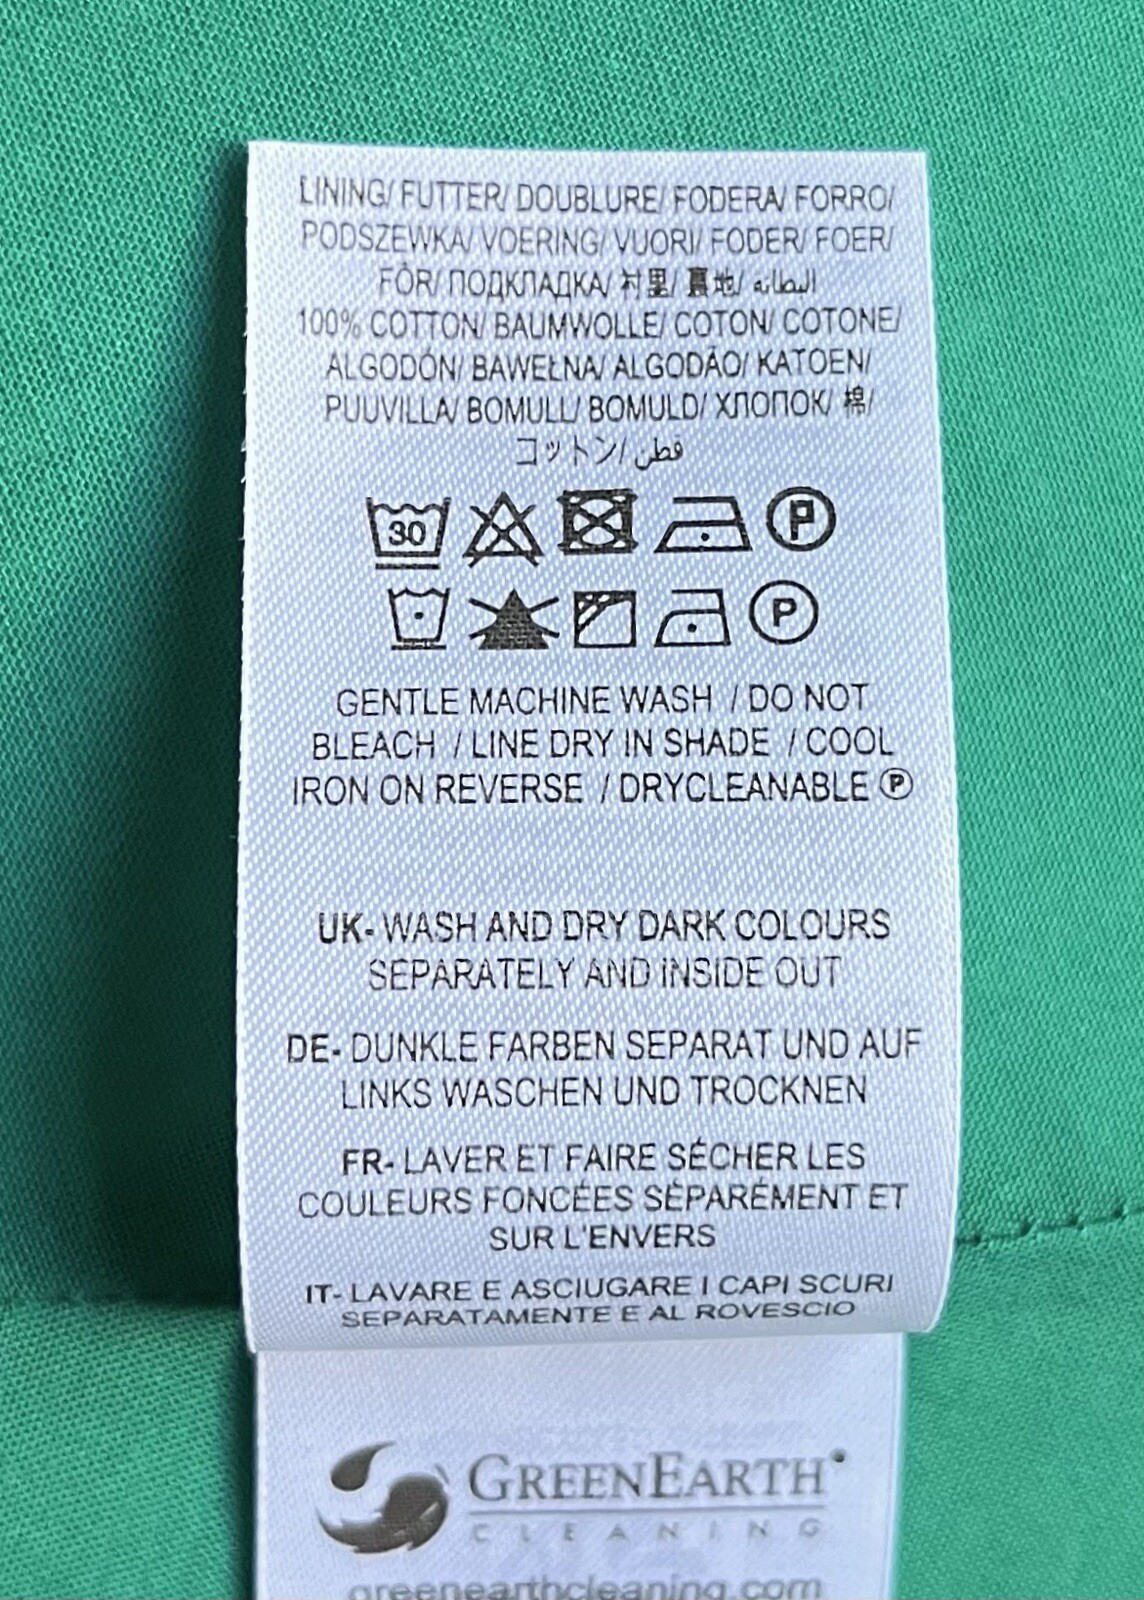 LINING/ FUTTER/ DOUBLURE/ FODERA/ FORRO/
PODSZEWKA/ VOERING/ VUORI/ FODER/ FOER/
FÔR/ ПОДКЛАДКА/ 衬里/ 裏地/ البطانه
100% COTTON/ BAUMWOLLE/ COTON/ COTONE/
ALGODÓN/ BAWEŁNA/ ALGODÃO/ KATOEN/
PUUVILLA/ BOMULL/ BOMULD/ ХЛОПОК/ 棉/
コットン/ قطن
30 P
P
GENTLE MACHINE WASH / DO NOT
BLEACH / LINE DRY IN SHADE / COOL
IRON ON REVERSE / DRYCLEANABLE Ⓟ
UK- WASH AND DRY DARK COLOURS
SEPARATELY AND INSIDE OUT
DE- DUNKLE FARBEN SEPARAT UND AUF
LINKS WASCHEN UND TROCKNEN
FR- LAVER ET FAIRE SÉCHER LES
COULEURS FONCÉES SÉPARÉMENT ET
SUR L'ENVERS
IT- LAVARE E ASCIUGARE I CAPI SCURI
SEPARATAMENTE E AL ROVESCIO
GREENEARTH
CLEANING
greenearthcleaning.com